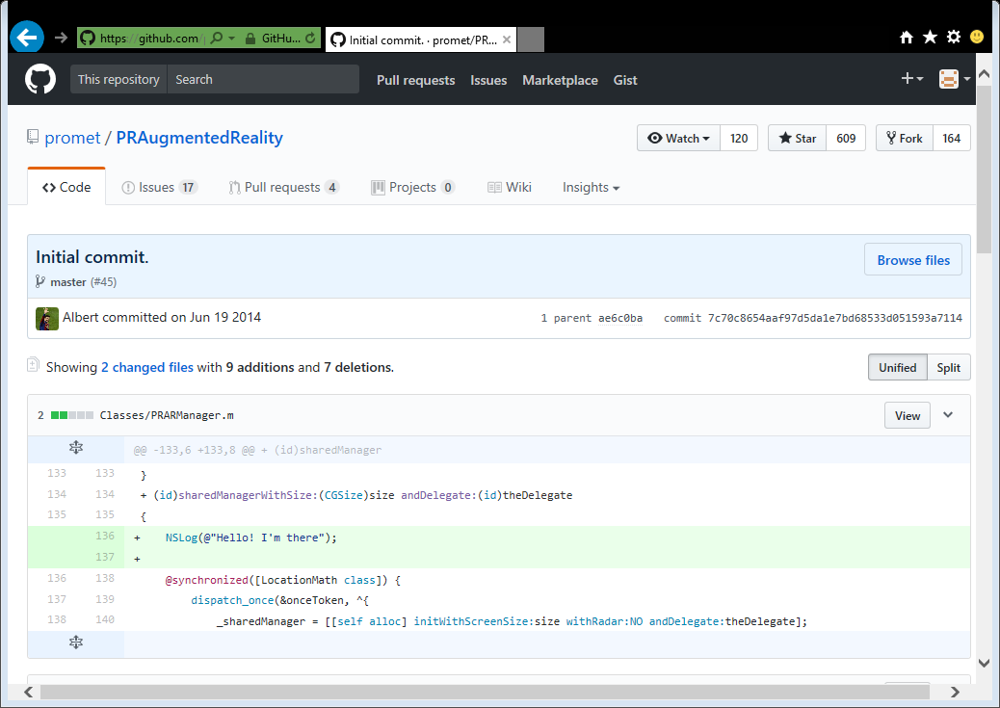 https://github.com/ GitHu... Initial commit. · promet/PR...
This repository Search Pull requests Issues Marketplace Gist
promet / PRAugmentedReality Watch 120 Star 609 Fork 164
Code Issues 17 Pull requests 4 Projects 0 Wiki Insights
Initial commit. Browse files
master (#45)
Albert committed on Jun 19 2014 1 parent ae6c0ba commit 7c70c8654aaf97d5da1e7bd68533d051593a7114
Showing 2 changed files with 9 additions and 7 deletions. Unified Split
2 Classes/PRARManager.m View
@@ -133,6 +133,8 @@ + (id)sharedManager
133 133 }
134 134 + (id)sharedManagerWithSize:(CGSize)size andDelegate:(id)theDelegate
135 135 {
136 + NSLog(@"Hello! I'm there");
137 +
136 138 @synchronized([LocationMath class]) {
137 139 dispatch_once(&onceToken, ^{
138 140 _sharedManager = [[self alloc] initWithScreenSize:size withRadar:NO andDelegate:theDelegate];